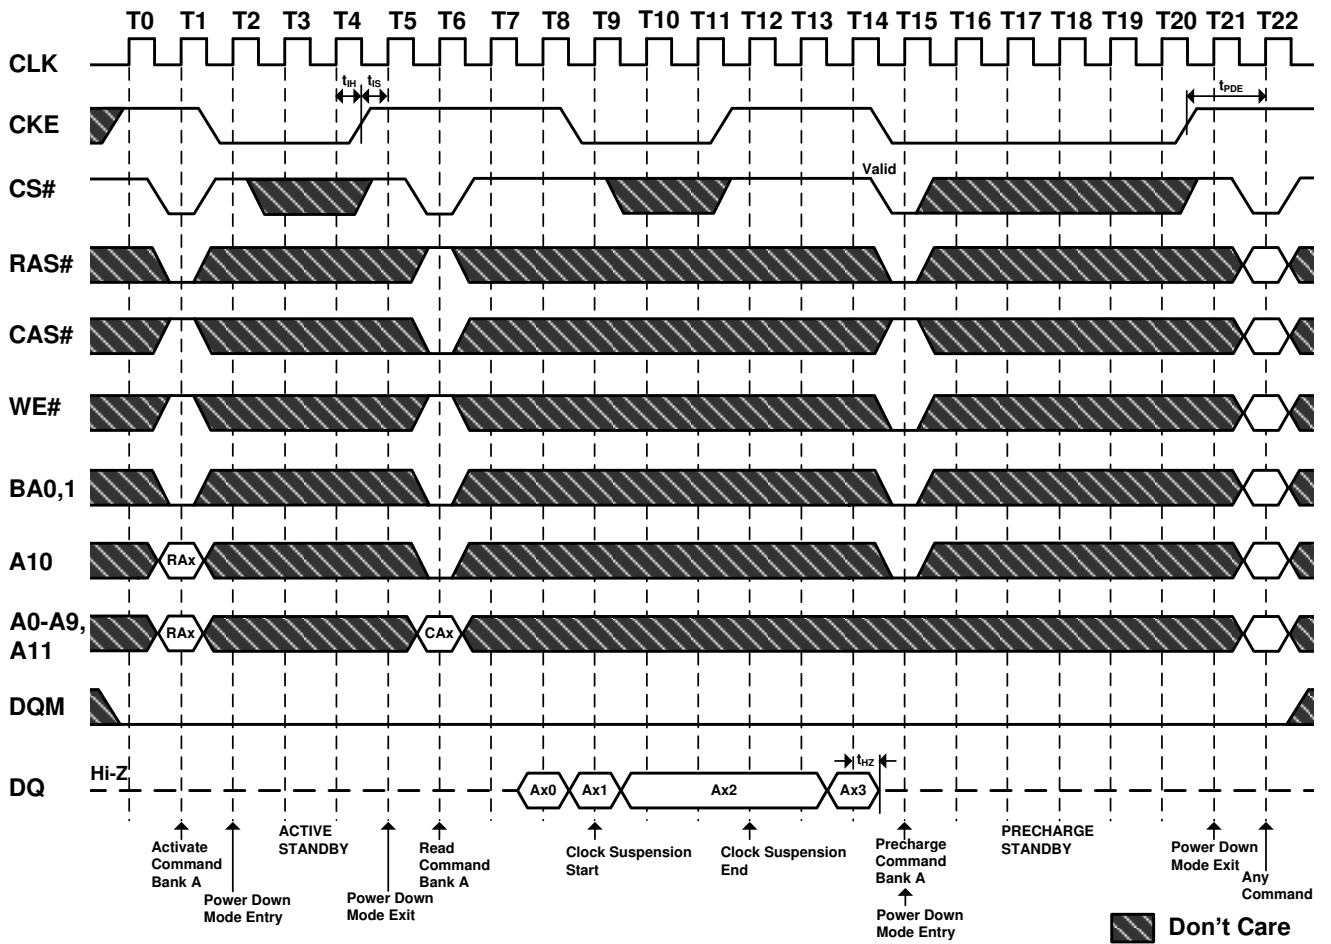 T0 T1 T2 T3 T4 T5 T6 T7 T8 T9 T10 T11 T12 T13 T14 T15 T16 T17 T18 T19 T20 T21 T22
CLK
tIH tIS
tPDE
CKE
Valid
CS#
RAS#
CAS#
WE#
BA0,1
A10
RAx
A0-A9,
A11
RAx
CAx
DQM
Hi-Z
tHZ
DQ
Ax0
Ax1
Ax2
Ax3
Activate
Command
Bank A
Power Down
Mode Entry
ACTIVE
STANDBY
Power Down
Mode Exit
Read
Command
Bank A
Clock Suspension
Start
Clock Suspension
End
Precharge
Command
Bank A
Power Down
Mode Entry
PRECHARGE
STANDBY
Power Down
Mode Exit
Any
Command
Don't Care